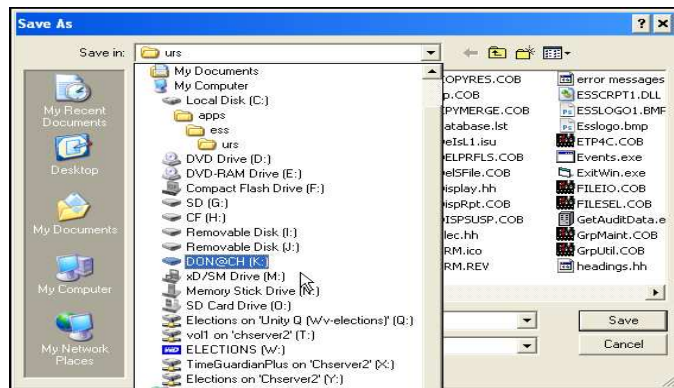 Save As
Save in: urs
My Recent
Documents
Desktop
My Documents
My Computer
My Network
Places
My Documents
My Computer
Local Disk (C:)
apps
ess
urs
DVD Drive (D:)
DVD-RAM Drive (E:)
Compact Flash Drive (F:)
SD (G:)
CF (H:)
Removable Disk (I:)
Removable Disk (J:)
DON@CH (K:)
xD/SM Drive (M:)
Memory Stick Drive (N:)
SD Card Drive (O:)
Elections on 'Unity Q (Wv-elections)' (Q:)
vol1 on 'chserver2' (T:)
ELECTIONS (W:)
TimeGuardianPlus on 'Chserver2' (X:)
Elections on 'Chserver2' (Y:)
OPYRES.COB
p.COB
PYMERGE.COB
atabase.lst
eIsL1.isu
ELPRFLS.COB
elSFile.COB
isplay.hh
ispRpt.COB
ISPSUSP.COB
lec.hh
RM.ico
RM.REV
error messages
ESSCRPT1.DLL
ESSLOGO1.BMP
Esslogo.bmp
ETP4C.COB
Events.exe
ExitWin.exe
FILEIO.COB
FILESEL.COB
GetAuditData.e
GrpMaint.COB
GrpUtil.COB
headings.hh
Save
Cancel